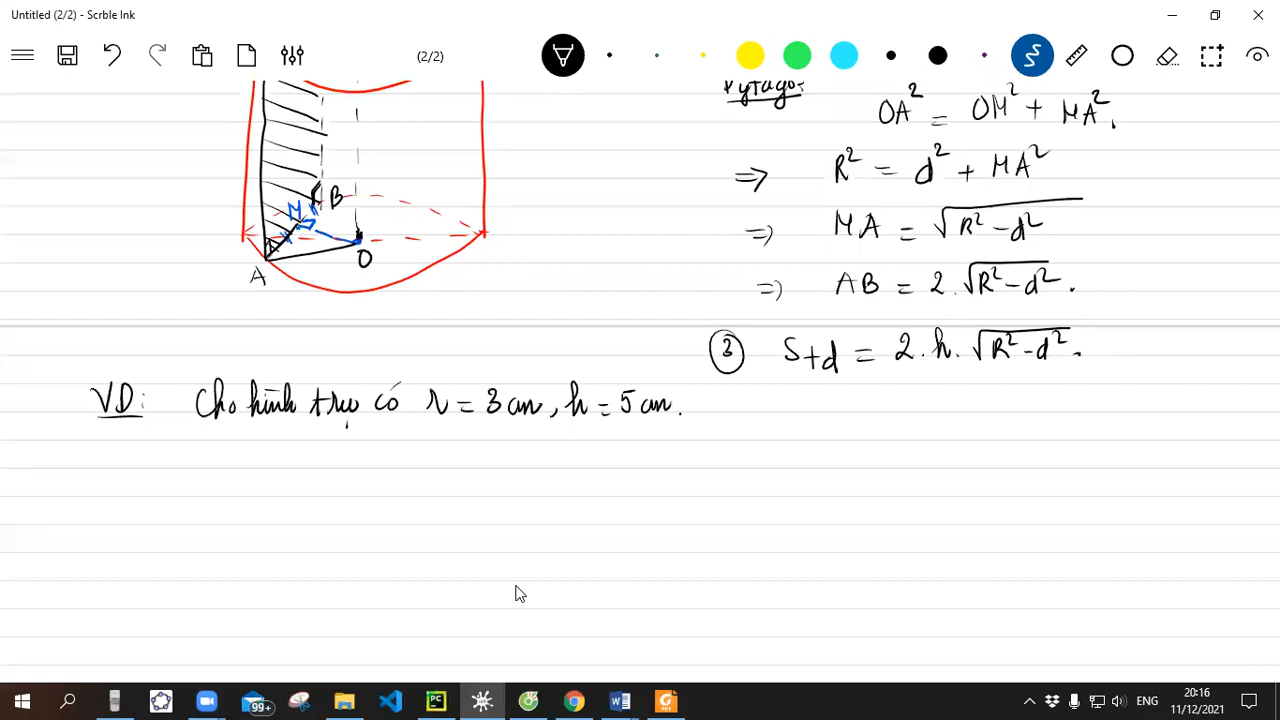 Untitled (2/2) - Scrble Ink
(2/2)
Pytago:
OA² = OM² + MA².
=> R² = d² + MA²
=> MA = √(R² - d²)
=> AB = 2.√(R² - d²).
③ Std = 2.h.√(R² - d²).
M
B
O
A
VD: Cho hình trụ có r = 3 cm, h = 5 cm.
99+
PC
ENG
20:16
11/12/2021